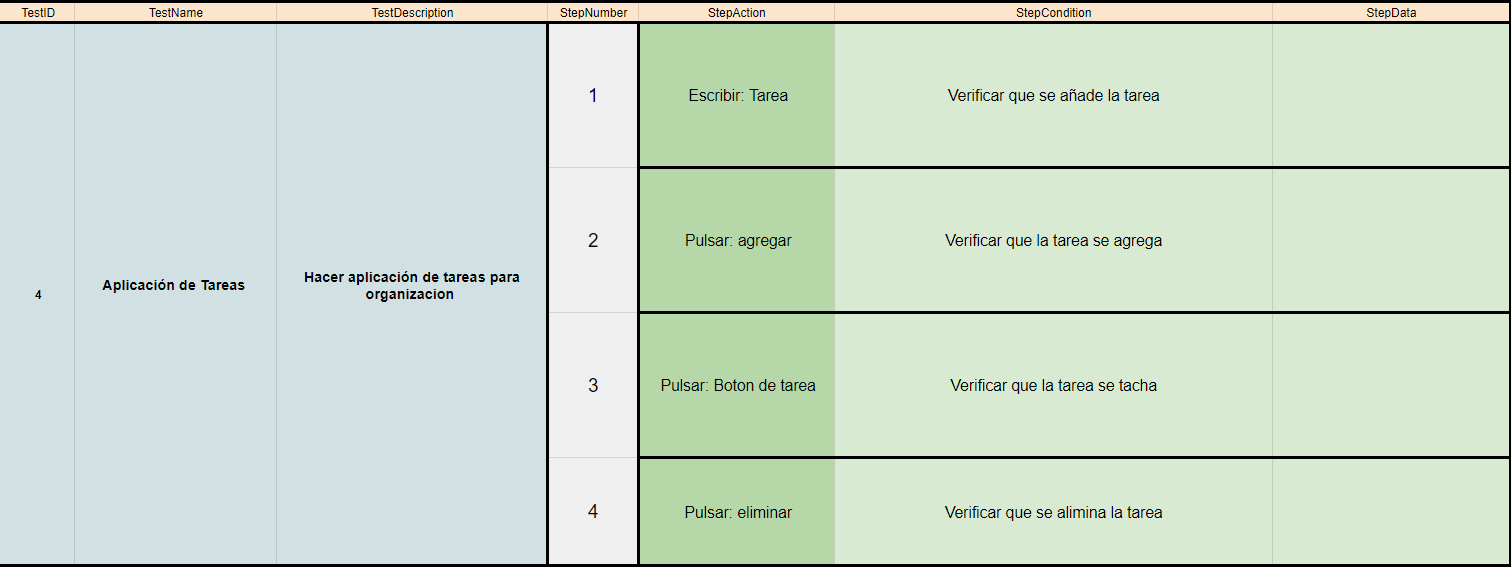 TestID TestName TestDescription StepNumber StepAction StepCondition StepData
1 Escribir: Tarea Verificar que se añade la tarea
2 Pulsar: agregar Verificar que la tarea se agrega
4 Aplicación de Tareas Hacer aplicación de tareas para
organizacion
3 Pulsar: Boton de tarea Verificar que la tarea se tacha
4 Pulsar: eliminar Verificar que se alimina la tarea